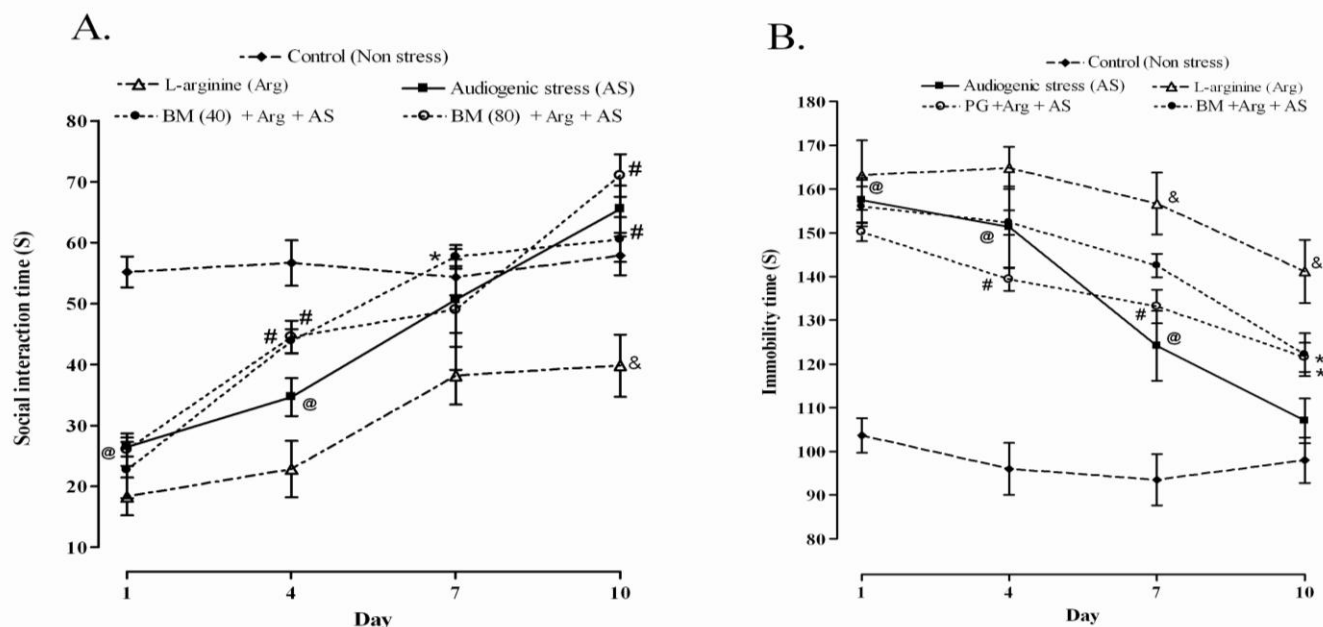 A.
Control (Non stress)
L-arginine (Arg) Audiogenic stress (AS)
BM (40) + Arg + AS BM (80) + Arg + AS
80
70
60
50
40
30
20
10
Social interaction time (S)
@
# #
@
*
#
#
&
1 4 7 10
Day
B.
Control (Non stress)
Audiogenic stress (AS) L-arginine (Arg)
PG +Arg + AS BM +Arg + AS
180
170
160
150
140
130
120
110
100
90
80
Immobility time (S)
@
@
#
&
#
@
&
*
*
1 4 7 10
Day